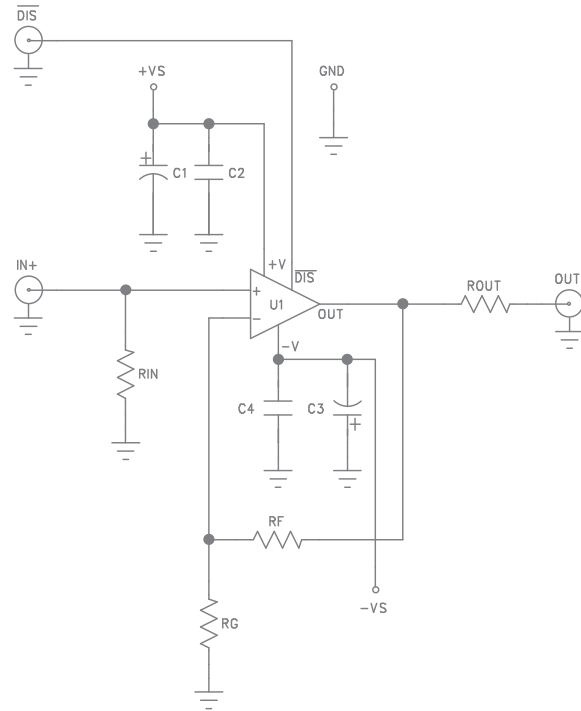 DIS
+VS
GND
+
C1
C2
IN+
+V
DIS
+
U1
−
OUT
ROUT
OUT
−V
RIN
C4
C3
+
RF
−VS
RG